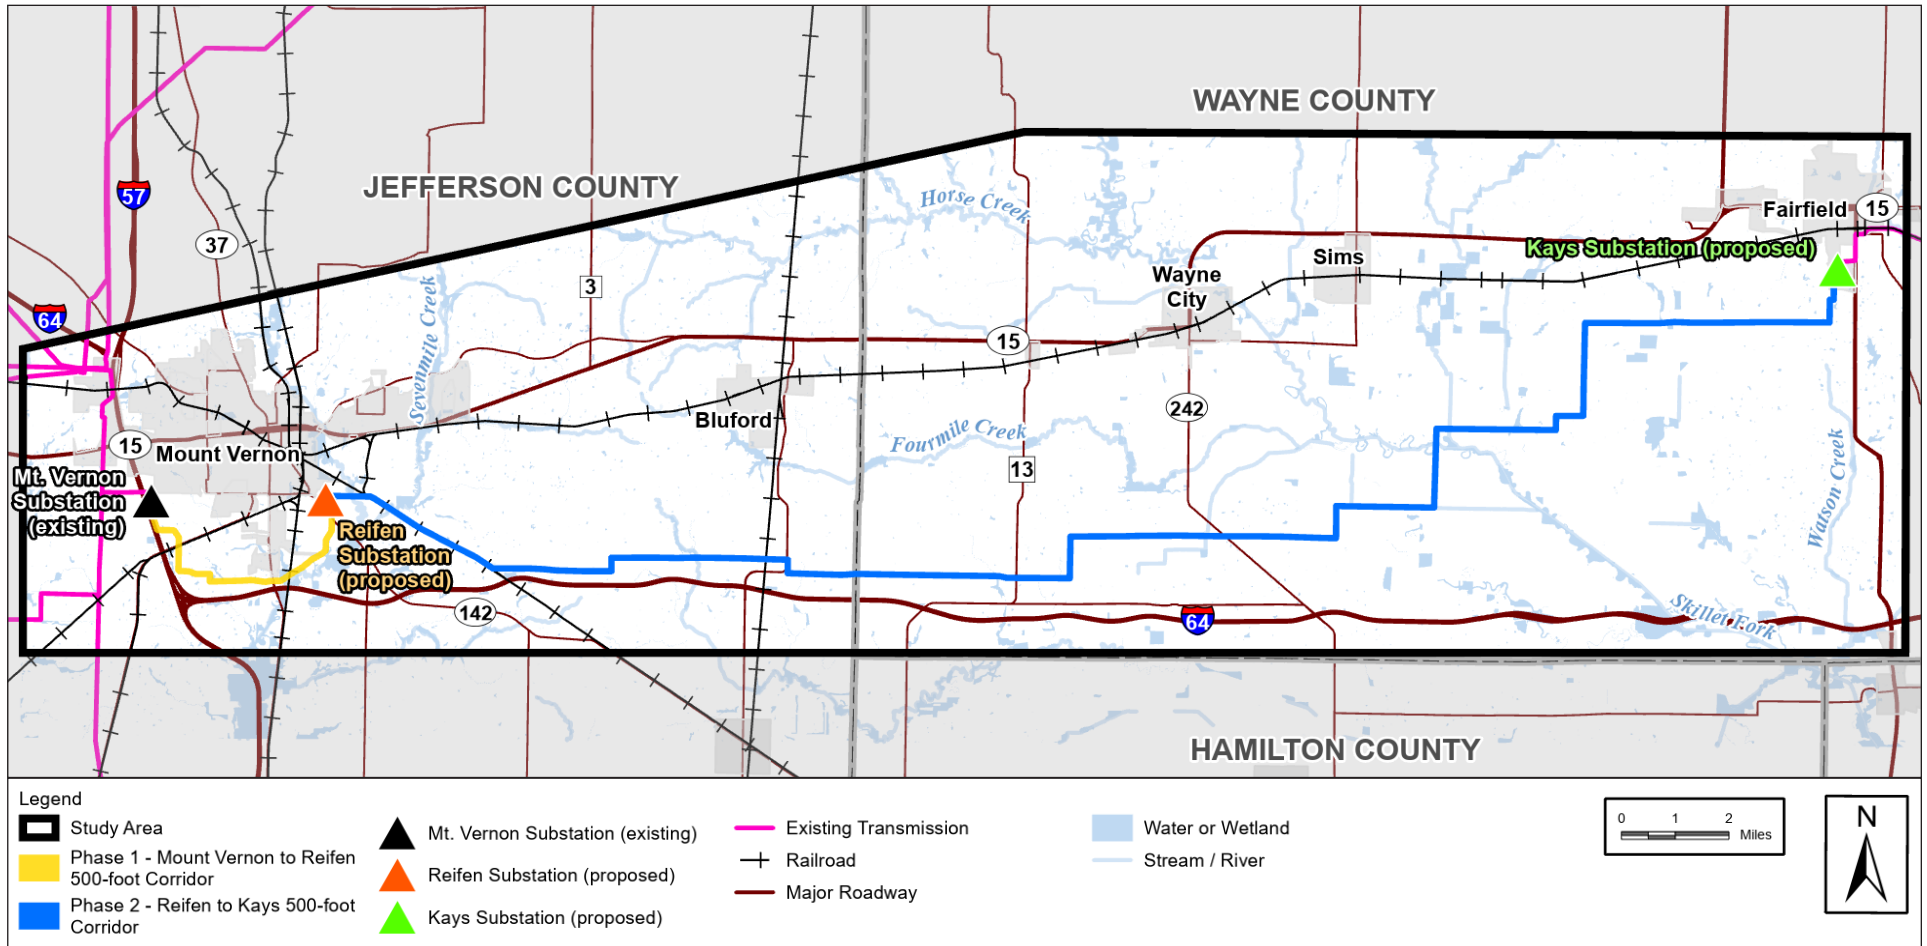 WAYNE COUNTY
JEFFERSON COUNTY
57
37
Horse Creek
Fairfield
15
Kays Substation (proposed)
Sims
Wayne
City
3
64
Sevenmile Creek
15
Bluford
242
15
Mount Vernon
Fourmile Creek
13
Mt. Vernon
Substation
(existing)
Reifen
Substation
(proposed)
Watson Creek
142
64
Skillet Fork
HAMILTON COUNTY
Legend
Study Area
Phase 1 - Mount Vernon to Reifen
500-foot Corridor
Phase 2 - Reifen to Kays 500-foot
Corridor
Mt. Vernon Substation (existing)
Reifen Substation (proposed)
Kays Substation (proposed)
Existing Transmission
Railroad
Major Roadway
Water or Wetland
Stream / River
0 1 2
Miles
N